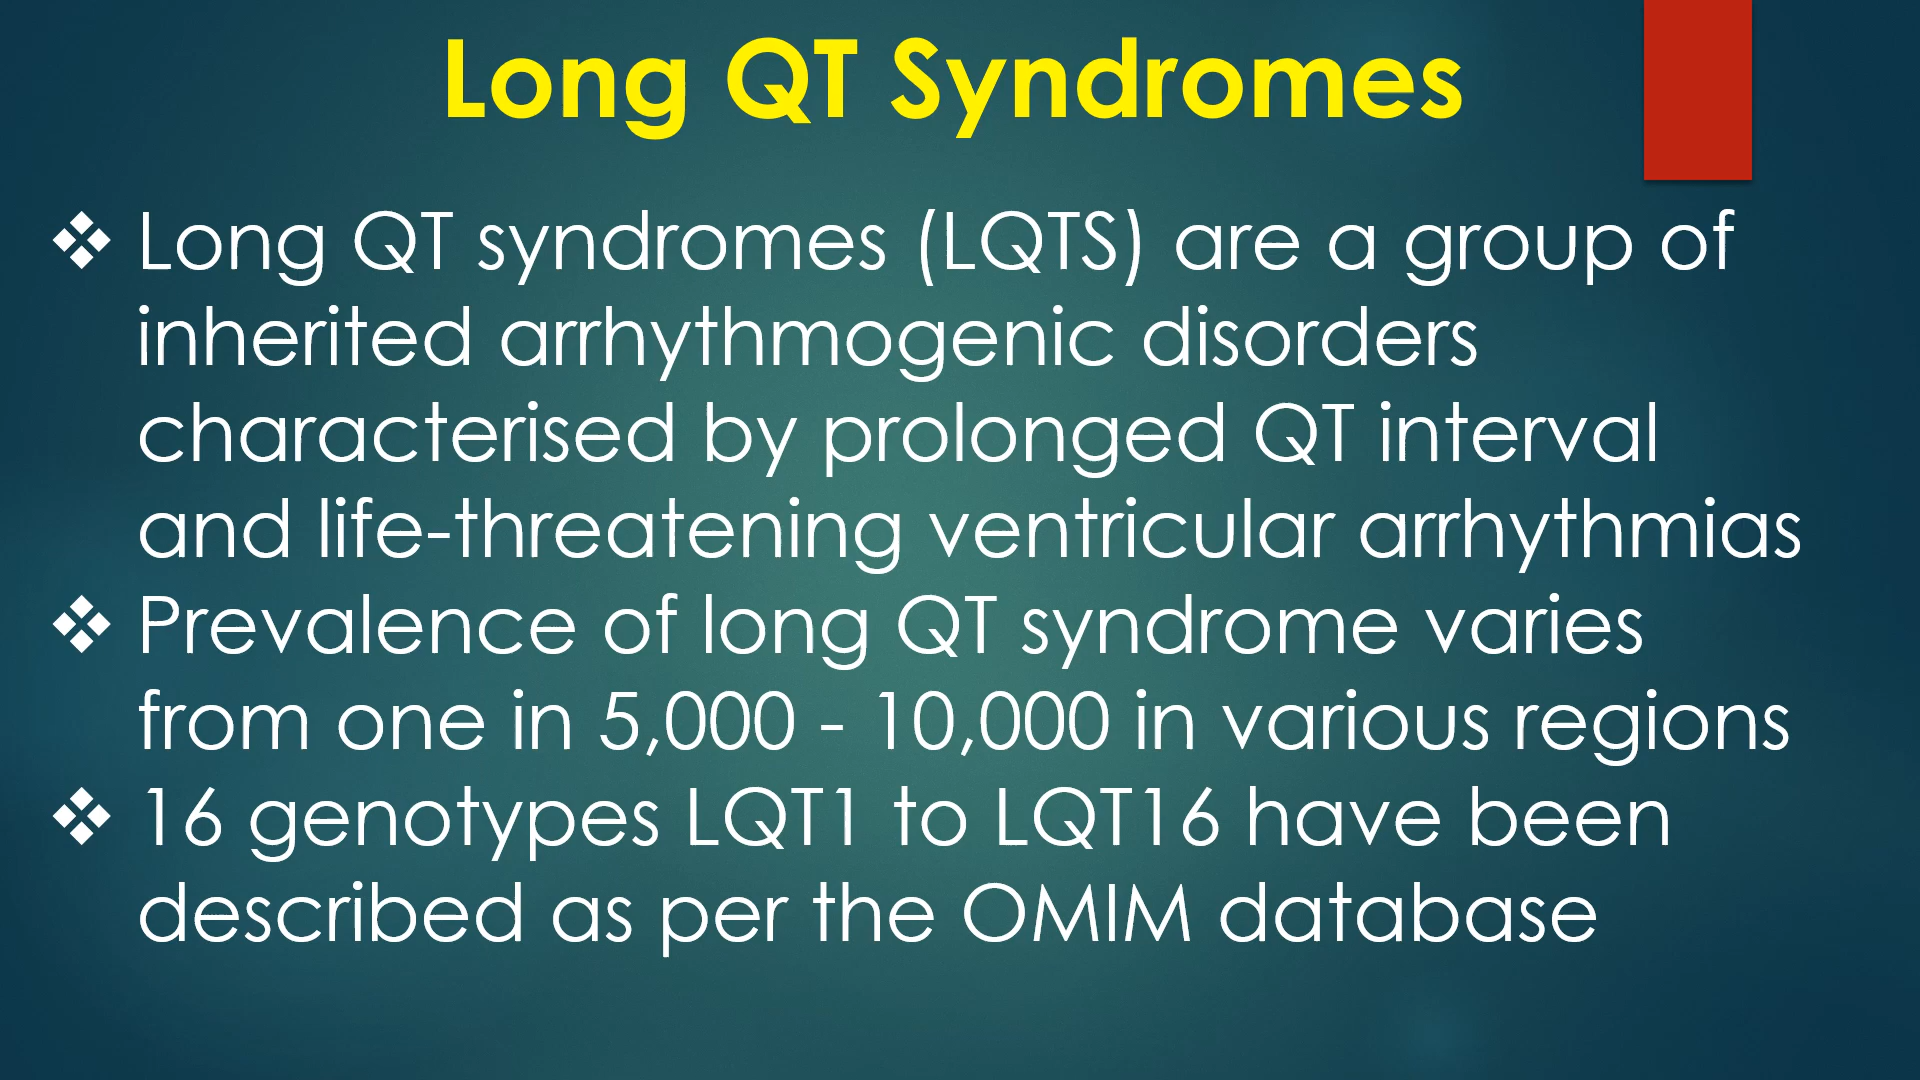 Long QT Syndromes
❖ Long QT syndromes (LQTS) are a group of
inherited arrhythmogenic disorders
characterised by prolonged QT interval
and life-threatening ventricular arrhythmias
❖ Prevalence of long QT syndrome varies
from one in 5,000 - 10,000 in various regions
❖ 16 genotypes LQT1 to LQT16 have been
described as per the OMIM database